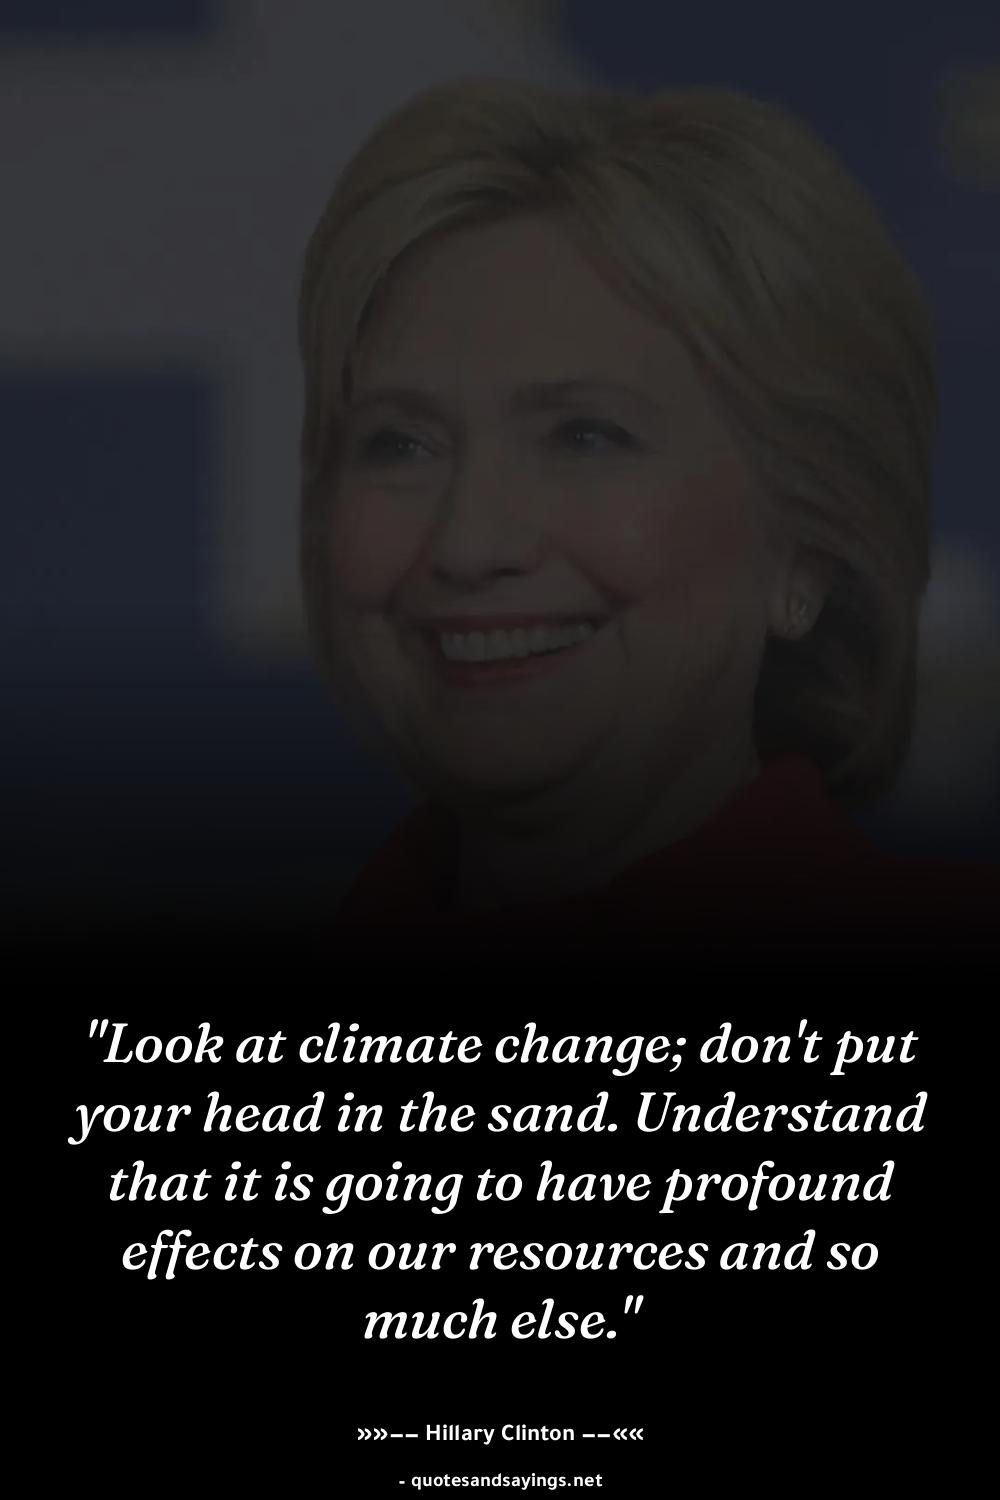 "Look at climate change; don't put
your head in the sand. Understand
that it is going to have profound
effects on our resources and so
much else."
»»–– Hillary Clinton ––««
- quotesandsayings.net